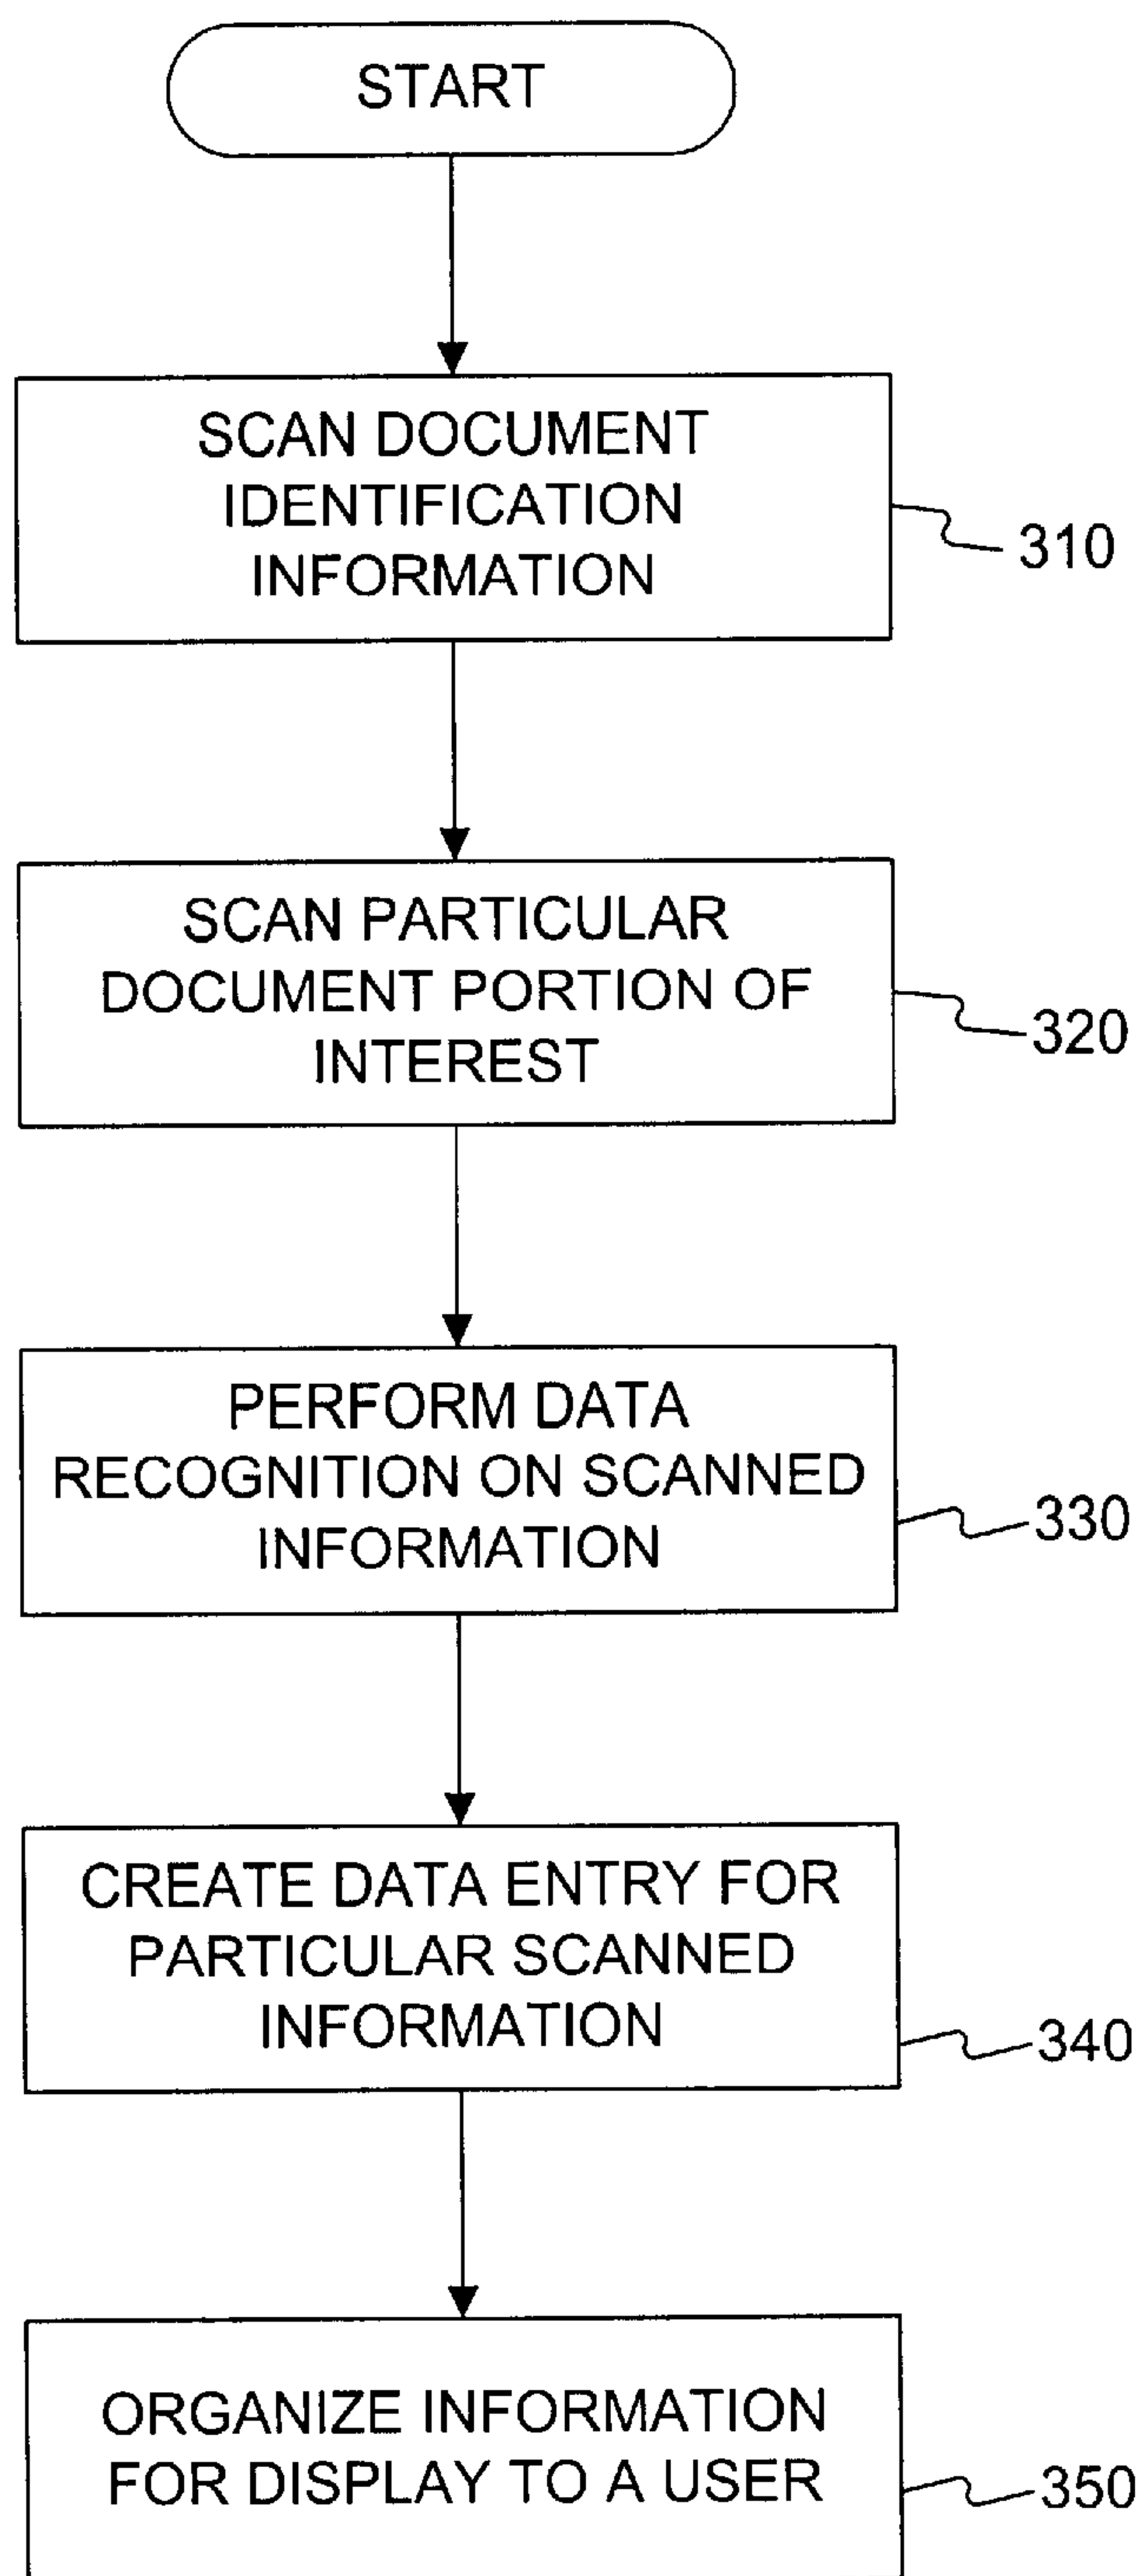 START
SCAN DOCUMENT
IDENTIFICATION
INFORMATION
310
SCAN PARTICULAR
DOCUMENT PORTION OF
INTEREST
320
PERFORM DATA
RECOGNITION ON SCANNED
INFORMATION
330
CREATE DATA ENTRY FOR
PARTICULAR SCANNED
INFORMATION
340
ORGANIZE INFORMATION
FOR DISPLAY TO A USER
350